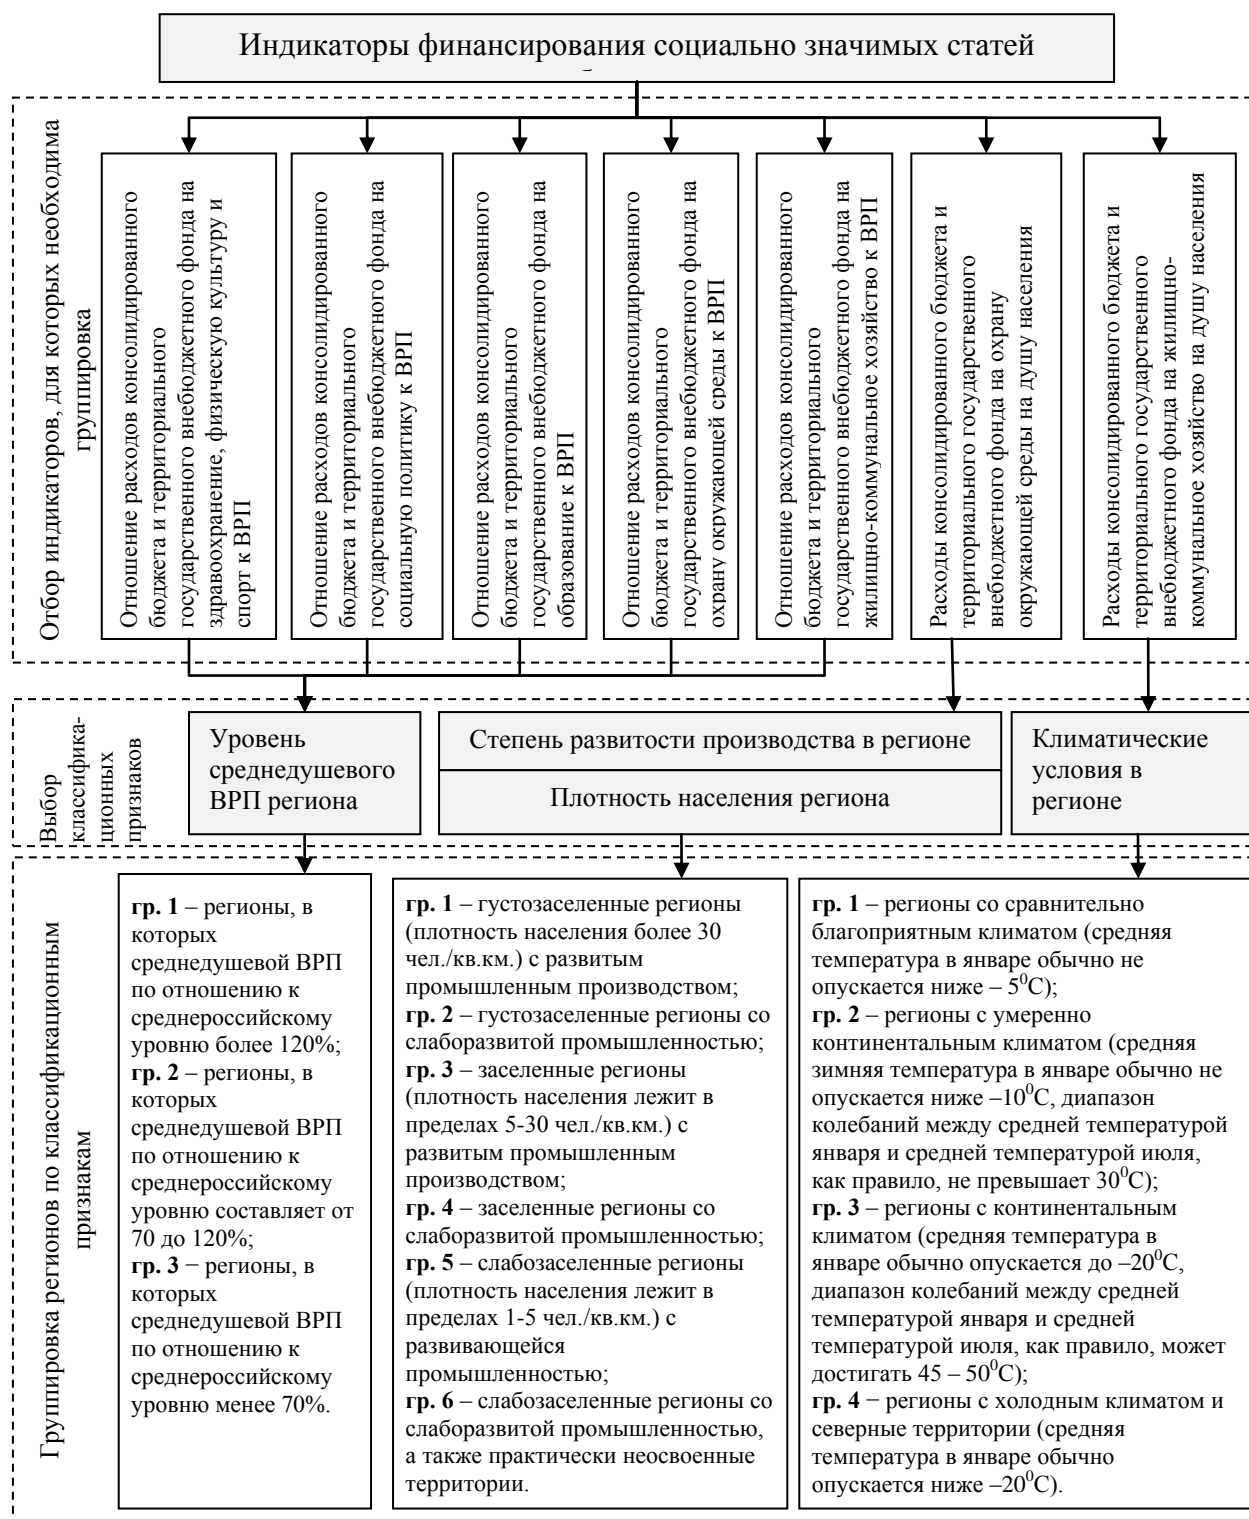 Индикаторы финансирования социально значимых статей
Отбор индикаторов, для которых необходима
группировка
Отношение расходов консолидированного
бюджета и территориального
государственного внебюджетного фонда на
здравоохранение, физическую культуру и
спорт к ВРП
Отношение расходов консолидированного
бюджета и территориального
государственного внебюджетного фонда на
социальную политику к ВРП
Отношение расходов консолидированного
бюджета и территориального
государственного внебюджетного фонда на
образование к ВРП
Отношение расходов консолидированного
бюджета и территориального
государственного внебюджетного фонда на
охрану окружающей среды к ВРП
Отношение расходов консолидированного
бюджета и территориального
государственного внебюджетного фонда на
жилищно-коммунальное хозяйство к ВРП
Расходы консолидированного бюджета и
территориального государственного
внебюджетного фонда на охрану
окружающей среды на душу населения
Расходы консолидированного бюджета и
территориального государственного
внебюджетного фонда на жилищно-
коммунальное хозяйство на душу населения
Выбор
классифика-
ционных
признаков
Уровень
среднедушевого
ВРП региона
Степень развитости производства в регионе
Плотность населения региона
Климатические
условия в
регионе
Группировка регионов по классификационным
признакам
гр. 1 – регионы, в
которых
среднедушевой ВРП
по отношению к
среднероссийскому
уровню более 120%;
гр. 2 – регионы, в
которых
среднедушевой ВРП
по отношению к
среднероссийскому
уровню составляет от
70 до 120%;
гр. 3 – регионы, в
которых
среднедушевой ВРП
по отношению к
среднероссийскому
уровню менее 70%.
гр. 1 – густозаселенные регионы
(плотность населения более 30
чел./кв.км.) с развитым
промышленным производством;
гр. 2 – густозаселенные регионы со
слаборазвитой промышленностью;
гр. 3 – заселенные регионы
(плотность населения лежит в
пределах 5-30 чел./кв.км.) с
развитым промышленным
производством;
гр. 4 – заселенные регионы со
слаборазвитой промышленностью;
гр. 5 – слабозаселенные регионы
(плотность населения лежит в
пределах 1-5 чел./кв.км.) с
развивающейся
промышленностью;
гр. 6 – слабозаселенные регионы со
слаборазвитой промышленностью,
а также практически неосвоенные
территории.
гр. 1 – регионы со сравнительно
благоприятным климатом (средняя
температура в январе обычно не
опускается ниже – 5⁰С);
гр. 2 – регионы с умеренно
континентальным климатом (средняя
зимняя температура в январе обычно не
опускается ниже –10⁰С, диапазон
колебаний между средней температурой
января и средней температурой июля,
как правило, не превышает 30⁰С);
гр. 3 – регионы с континентальным
климатом (средняя температура в
январе обычно опускается до –20⁰С,
диапазон колебаний между средней
температурой января и средней
температурой июля, как правило, может
достигать 45 – 50⁰С);
гр. 4 – регионы с холодным климатом и
северные территории (средняя
температура в январе обычно
опускается ниже –20⁰С).